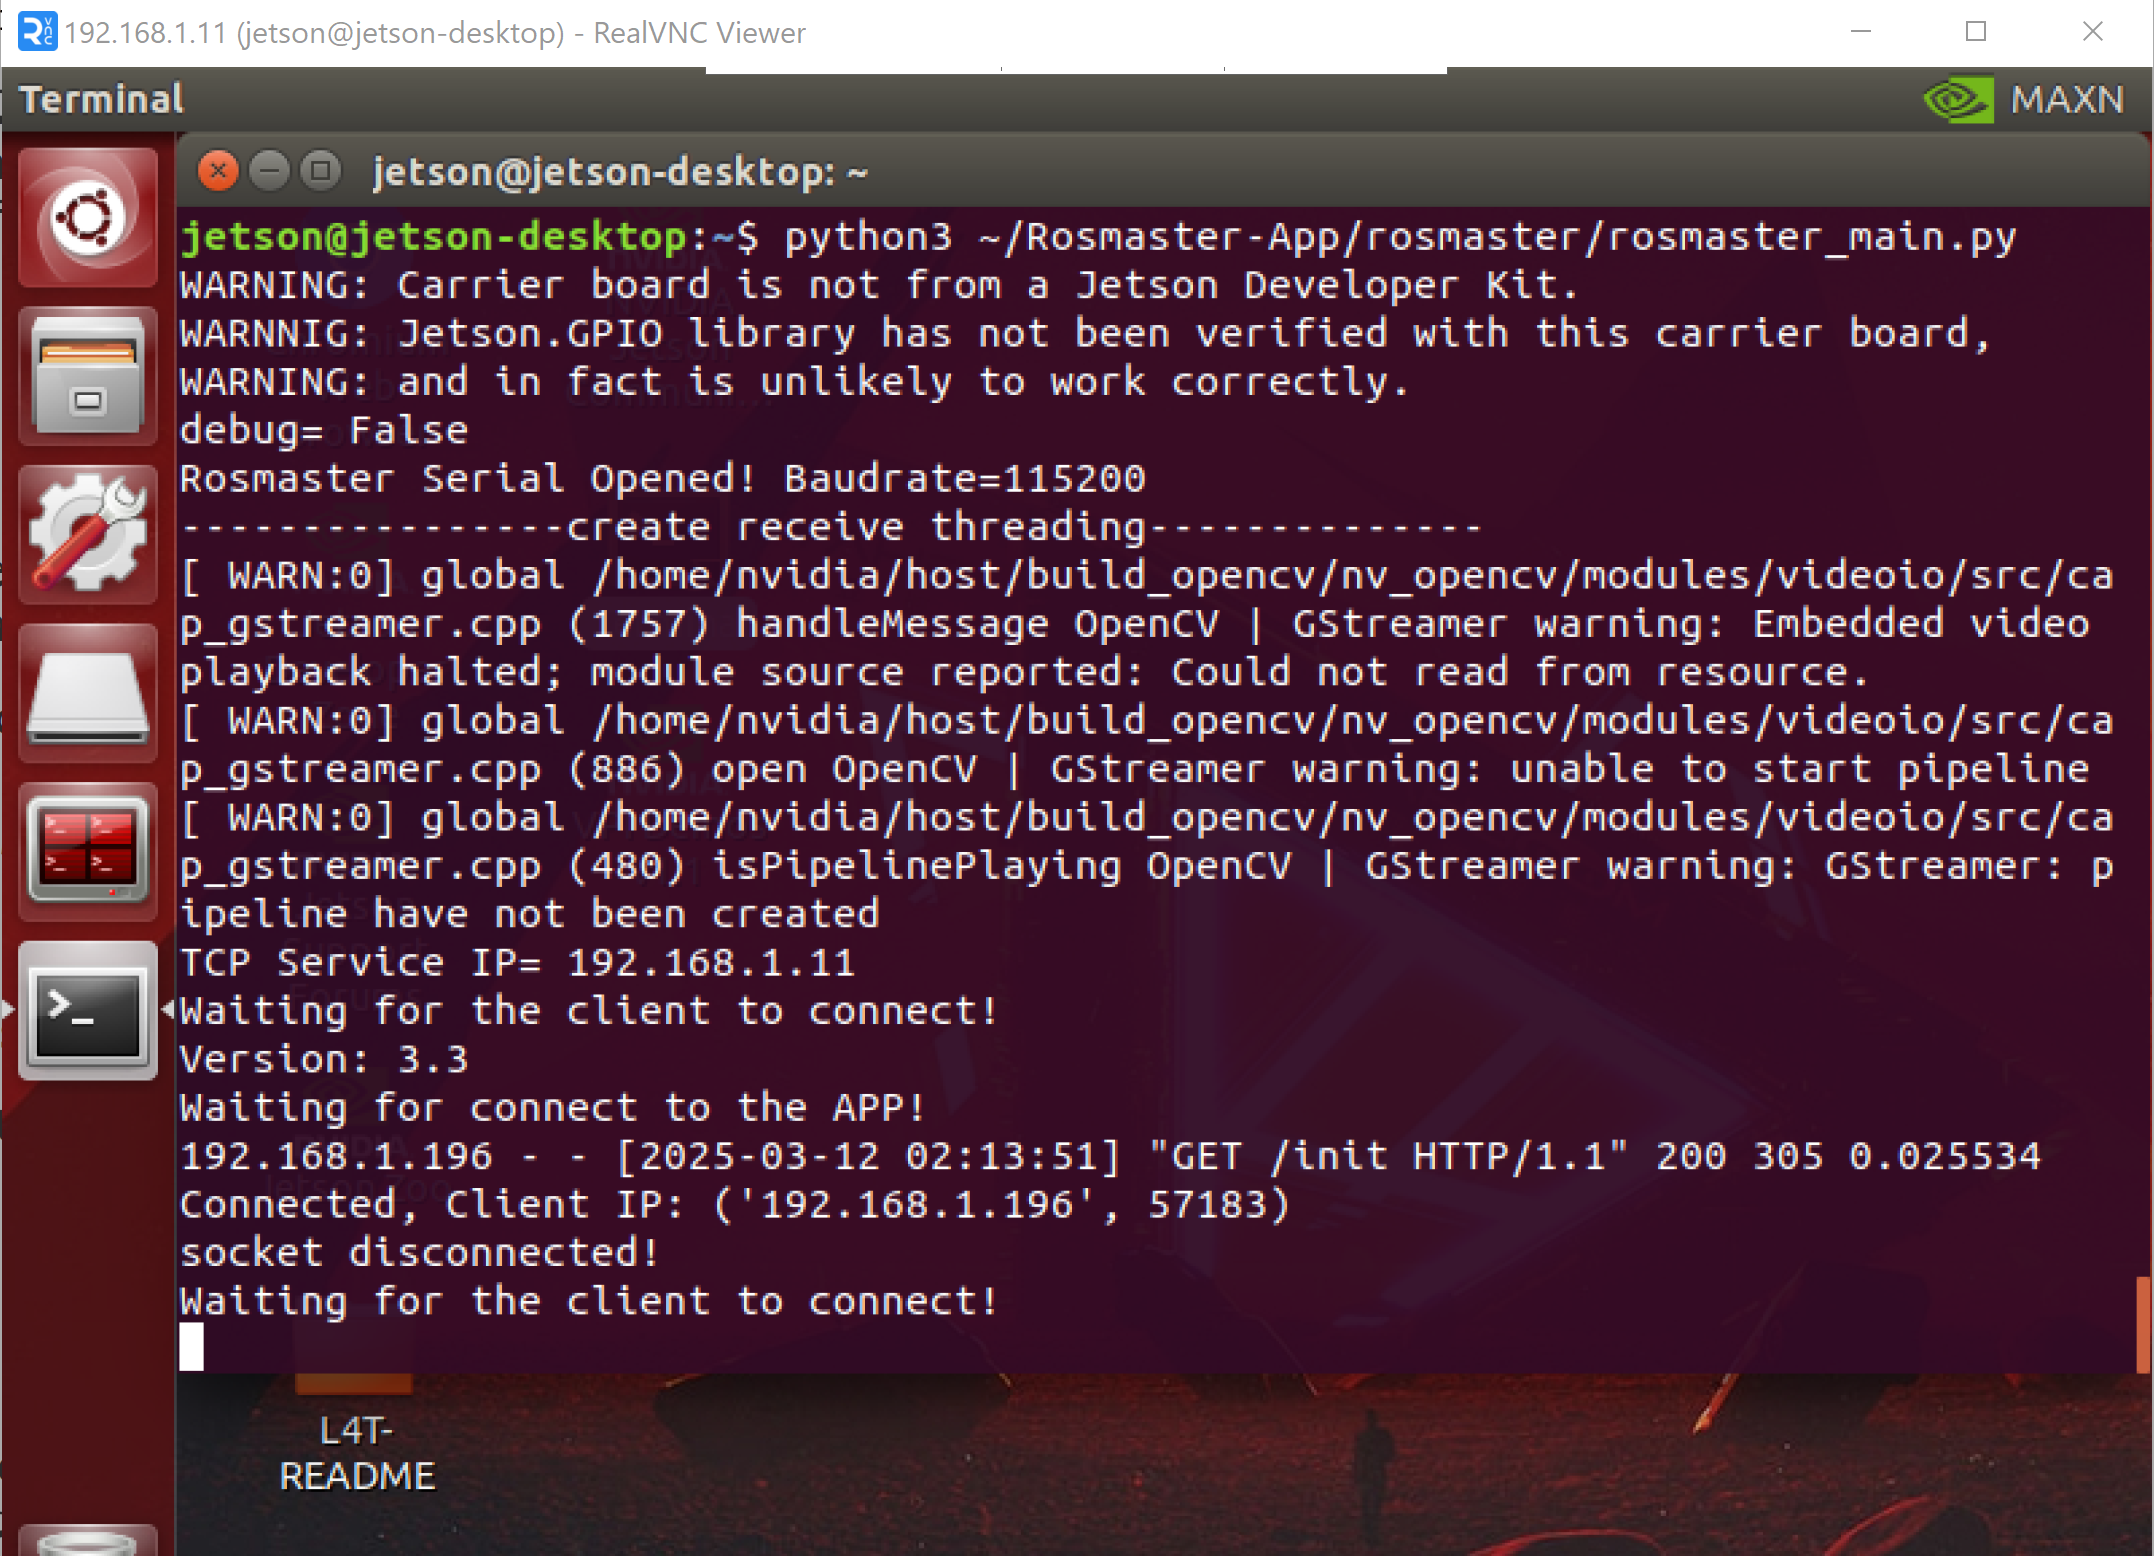 192.168.1.11 (jetson@jetson-desktop) - RealVNC Viewer
Terminal
MAXN
jetson@jetson-desktop: ~
jetson@jetson-desktop:~$ python3 ~/Rosmaster-App/rosmaster/rosmaster_main.py
WARNING: Carrier board is not from a Jetson Developer Kit.
WARNNIG: Jetson.GPIO library has not been verified with this carrier board,
WARNING: and in fact is unlikely to work correctly.
debug= False
Rosmaster Serial Opened! Baudrate=115200
----------------create receive threading--------------
[ WARN:0] global /home/nvidia/host/build_opencv/nv_opencv/modules/videoio/src/ca
p_gstreamer.cpp (1757) handleMessage OpenCV | GStreamer warning: Embedded video
playback halted; module source reported: Could not read from resource.
[ WARN:0] global /home/nvidia/host/build_opencv/nv_opencv/modules/videoio/src/ca
p_gstreamer.cpp (886) open OpenCV | GStreamer warning: unable to start pipeline
[ WARN:0] global /home/nvidia/host/build_opencv/nv_opencv/modules/videoio/src/ca
p_gstreamer.cpp (480) isPipelinePlaying OpenCV | GStreamer warning: GStreamer: p
ipeline have not been created
TCP Service IP= 192.168.1.11
Waiting for the client to connect!
Version: 3.3
Waiting for connect to the APP!
192.168.1.196 - - [2025-03-12 02:13:51] "GET /init HTTP/1.1" 200 305 0.025534
Connected, Client IP: ('192.168.1.196', 57183)
socket disconnected!
Waiting for the client to connect!
L4T-
README